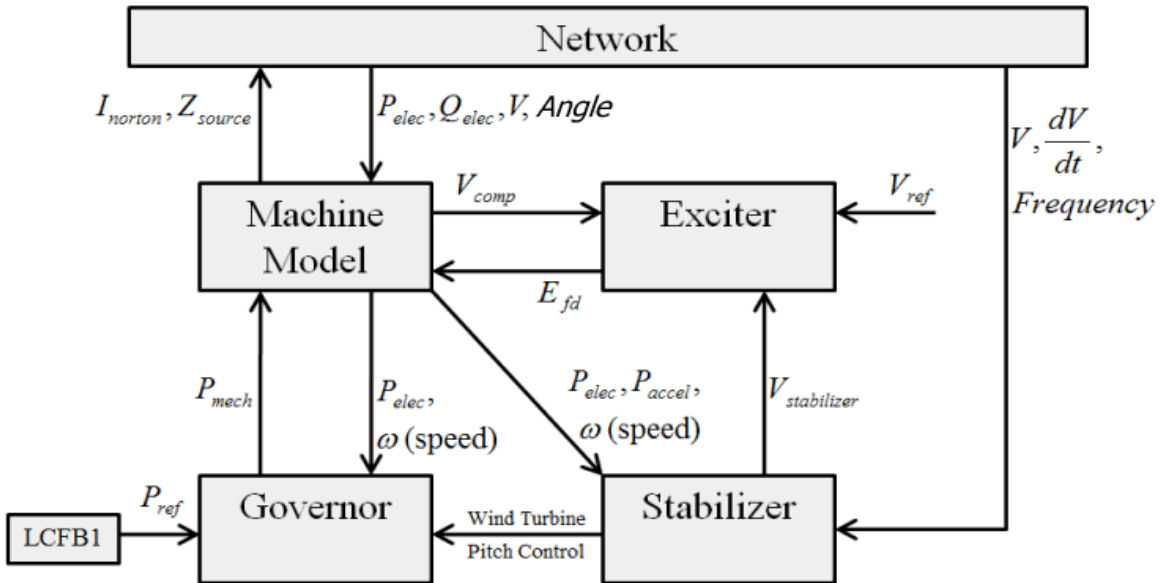 Network
I_norton, Z_source
P_elec, Q_elec, V, Angle
V, dV/dt,
Frequency
V_comp
V_ref
Machine
Model
Exciter
E_fd
P_mech
P_elec,
ω (speed)
P_elec, P_accel,
ω (speed)
V_stabilizer
P_ref
LCFB1
Governor
Wind Turbine
Pitch Control
Stabilizer